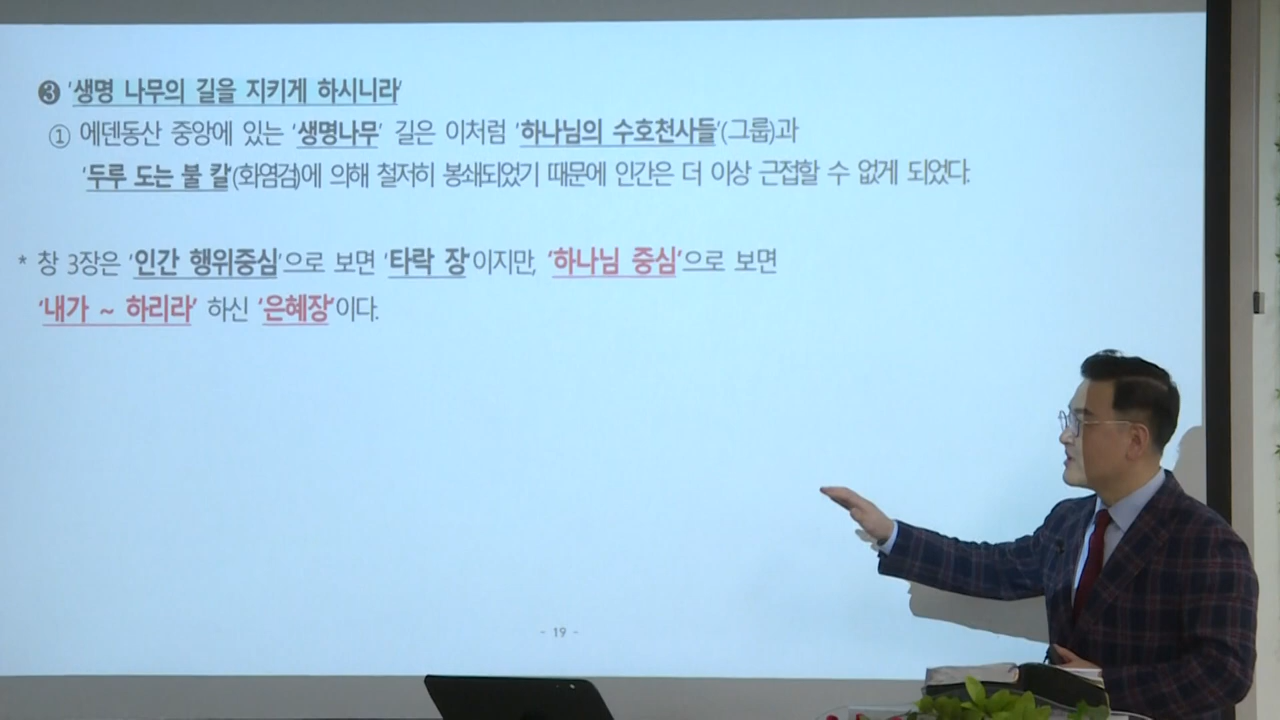 ❸ '생명 나무의 길을 지키게 하시니라'
① 에덴동산 중앙에 있는 '생명나무' 길은 이처럼 '하나님의 수호천사들'(그룹)과
'두루 도는 불 칼'(화염검)에 의해 철저히 봉쇄되었기 때문에 인간은 더 이상 근접할 수 없게 되었다.
* 창 3장은 '인간 행위중심'으로 보면 '타락 장'이지만, '하나님 중심'으로 보면
'내가 ~ 하리라' 하신 '은혜장'이다.
- 19 -